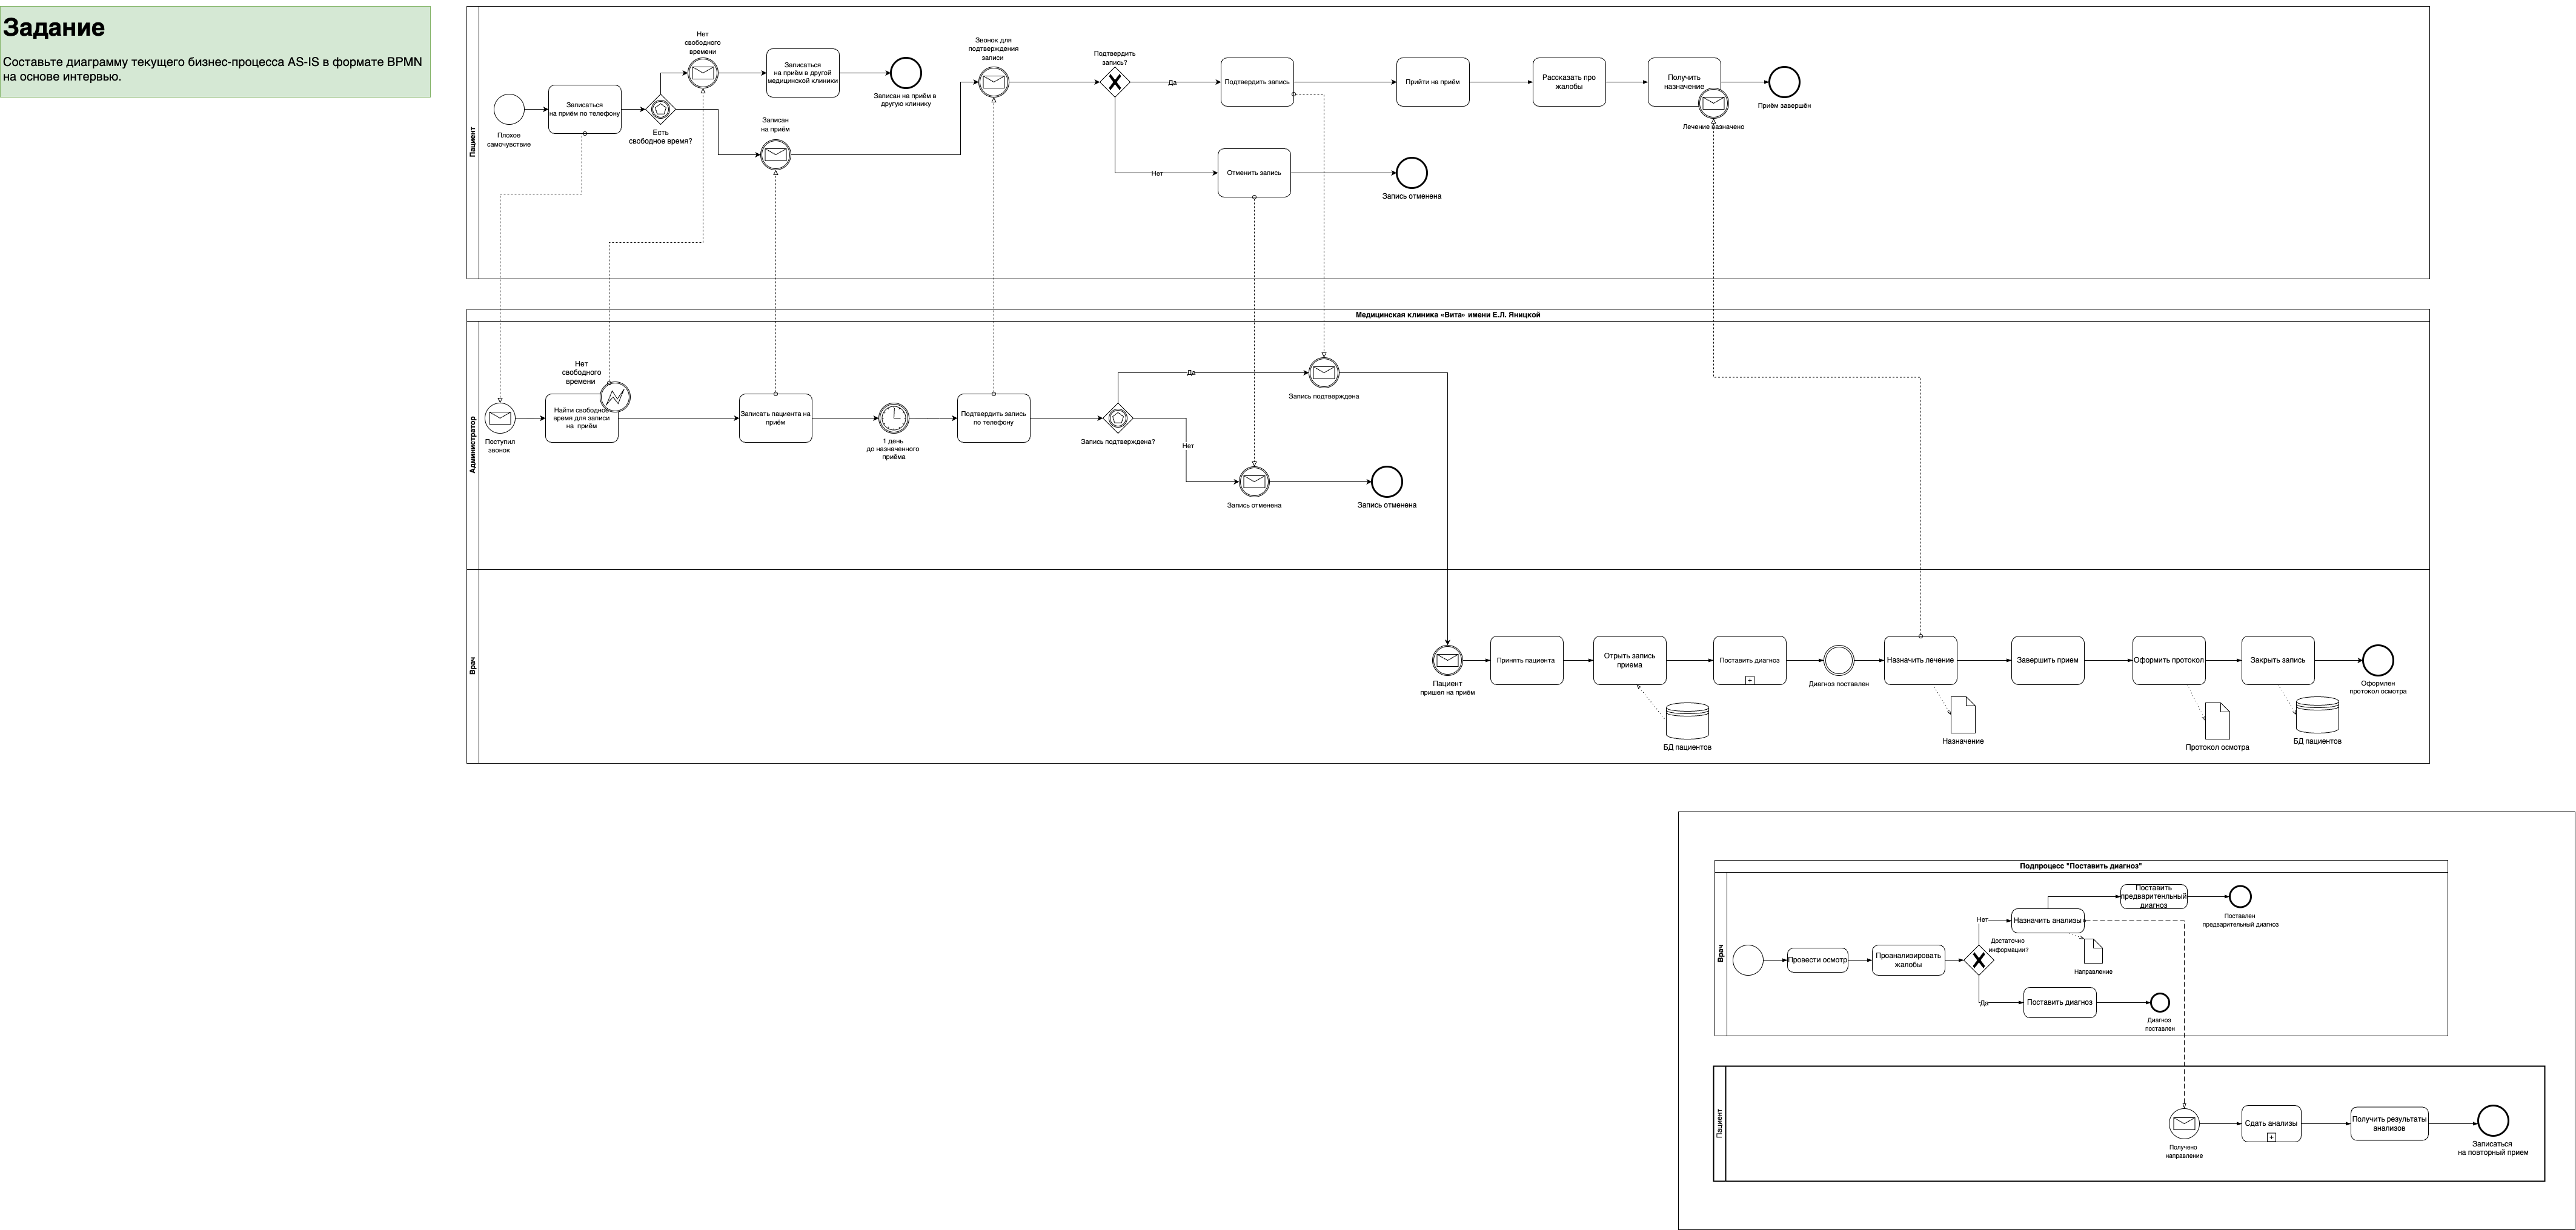 Задание
Составьте диаграмму текущего бизнес-процесса AS-IS в формате BPMN
на основе интервью.
Пациент
Плохое
самочувствие
Записаться
на приём по телефону
Есть
свободное время?
Нет
свободного
времени
Записаться
на приём в другой
медицинской клиники
Записан на приём в
другую клинику
Записан
на приём
Звонок для
подтверждения
записи
Подтвердить
запись?
Да
Подтвердить запись
Прийти на приём
Рассказать про
жалобы
Получить
назначение
Лечение назначено
Приём завершён
Нет
Отменить запись
Запись отменена
Медицинская клиника «Вита» имени Е.Л. Яницкой
Администратор
Поступил
звонок
Нет
свободного
времени
Найти свободное
время для записи
на приём
Записать пациента на
приём
1 день
до назначенного
приёма
Подтвердить запись
по телефону
Запись подтверждена?
Да
Запись подтверждена
Нет
Запись отменена
Запись отменена
Врач
Пациент
пришел на приём
Принять пациента
Отрыть запись
приема
БД пациентов
Поставить диагноз
Диагноз поставлен
Назначить лечение
Назначение
Завершить прием
Оформить протокол
Протокол осмотра
Закрыть запись
БД пациентов
Оформлен
протокол осмотра
Подпроцесс "Поставить диагноз"
Врач
Провести осмотр
Проанализировать
жалобы
Достаточно
информации?
Нет
Назначить анализы
Направление
Поставить
предварительный
диагноз
Поставлен
предварительный диагноз
Да
Поставить диагноз
Диагноз
поставлен
Пациент
Получено
направление
Сдать анализы
Получить результаты
анализов
Записаться
на повторный прием